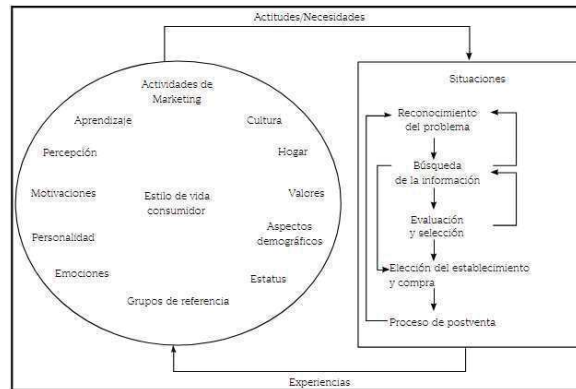 Actitudes/Necesidades
Actividades de
Marketing
Aprendizaje
Cultura
Percepción
Hogar
Motivaciones
Estilo de vida
consumidor
Valores
Personalidad
Aspectos
demográficos
Emociones
Estatus
Grupos de referencia
Situaciones
Reconocimiento
del problema
Búsqueda
de la información
Evaluación
y selección
Elección del establecimiento
y compra
Proceso de postventa
Experiencias